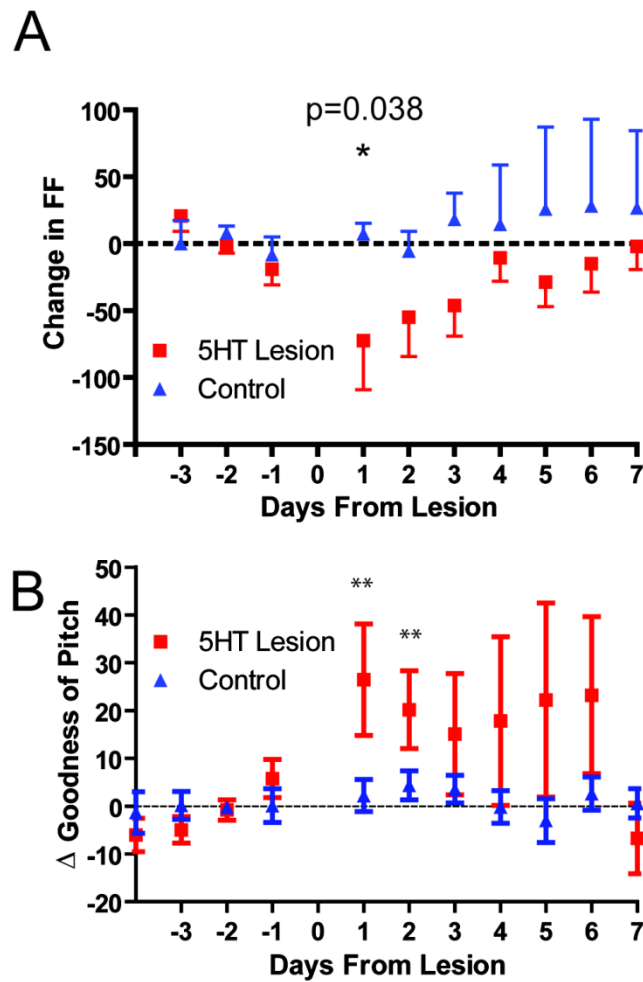 A
p=0.038
*
100
50
0
-50
-100
-150
Change in FF
5HT Lesion
Control
-3 -2 -1 0 1 2 3 4 5 6 7
Days From Lesion
B
50
40
30
20
10
0
-10
-20
Δ Goodness of Pitch
**
**
5HT Lesion
Control
-3 -2 -1 0 1 2 3 4 5 6 7
Days From Lesion